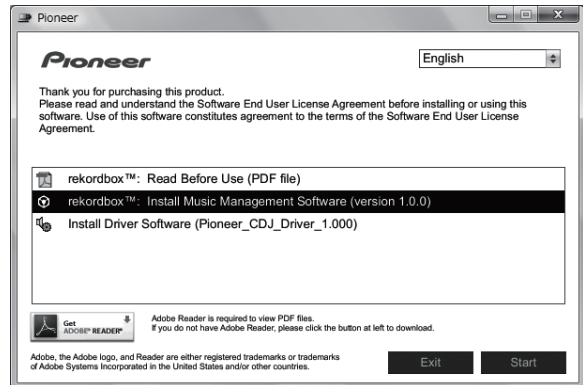 Pioneer
Pioneer
English
Thank you for purchasing this product.
Please read and understand the Software End User License Agreement before installing or using this
software. Use of this software constitutes agreement to the terms of the Software End User License
Agreement.
rekordbox™: Read Before Use (PDF file)
rekordbox™: Install Music Management Software (version 1.0.0)
Install Driver Software (Pioneer_CDJ_Driver_1.000)
Get
ADOBE® READER®
Adobe Reader is required to view PDF files.
If you do not have Adobe Reader, please click the button at left to download.
Adobe, the Adobe logo, and Reader are either registered trademarks or trademarks
of Adobe Systems Incorporated in the United States and/or other countries.
Exit
Start